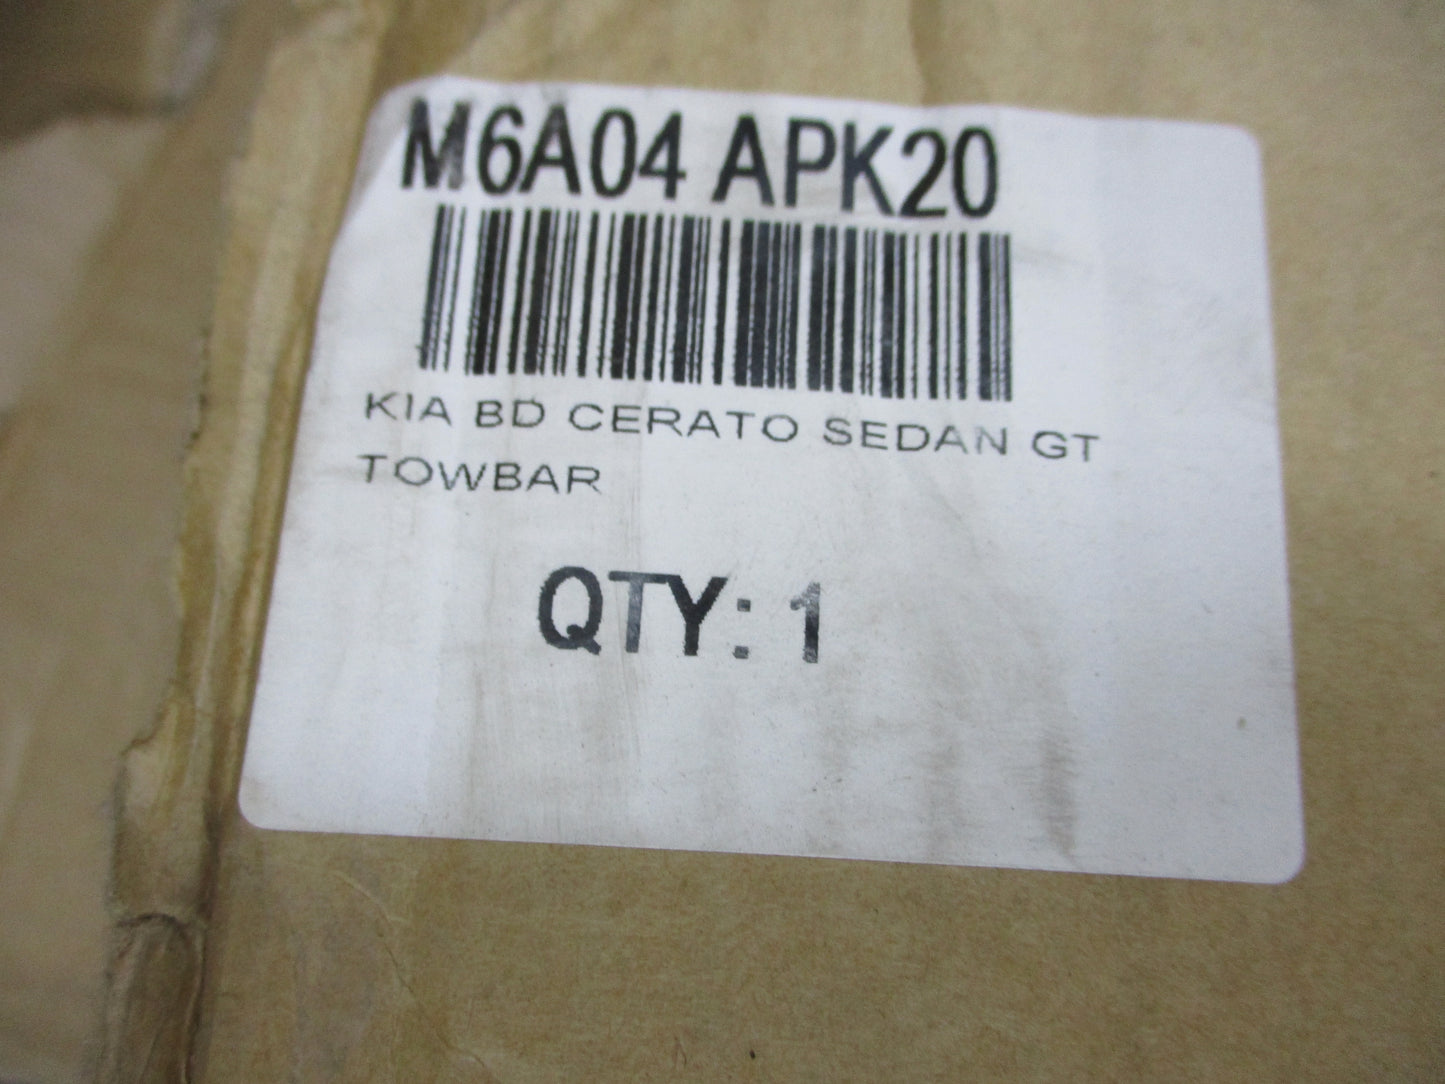 M6A04 APK20
KIA BD CERATO SEDAN GT
TOWBAR
QTY: 1